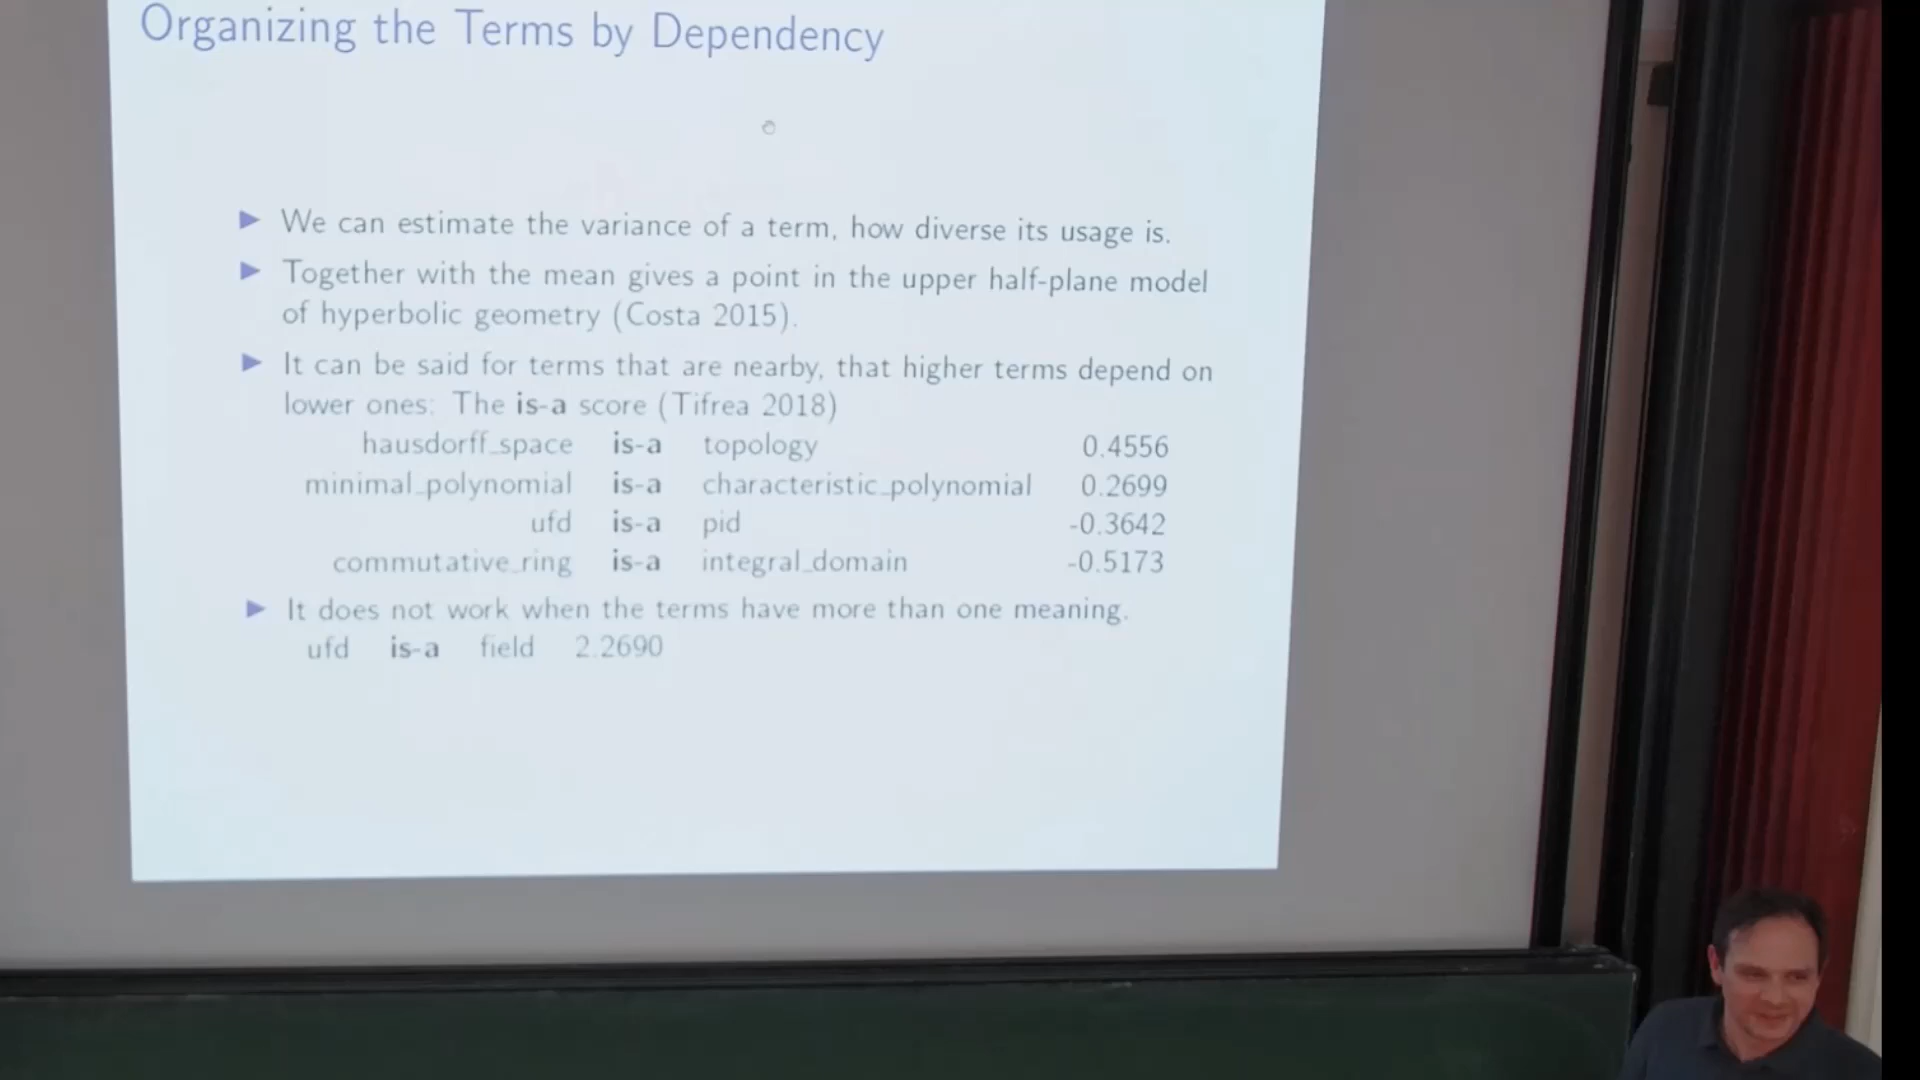 Organizing the Terms by Dependency
▶ We can estimate the variance of a term, how diverse its usage is.
▶ Together with the mean gives a point in the upper half-plane model
of hyperbolic geometry (Costa 2015).
▶ It can be said for terms that are nearby, that higher terms depend on
lower ones: The is-a score (Tifrea 2018)
hausdorff_space is-a topology 0.4556
minimal_polynomial is-a characteristic_polynomial 0.2699
ufd is-a pid -0.3642
commutative_ring is-a integral_domain -0.5173
▶ It does not work when the terms have more than one meaning.
ufd is-a field 2.2690